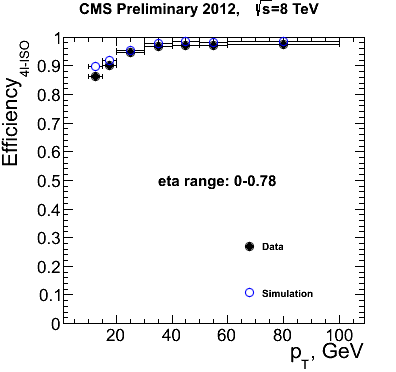 CMS Preliminary 2012, √s=8 TeV
Efficiency4l-ISO
1
0.9
0.8
0.7
0.6
0.5
0.4
0.3
0.2
0.1
0
eta range: 0-0.78
Data
Simulation
20 40 60 80 100
pT, GeV